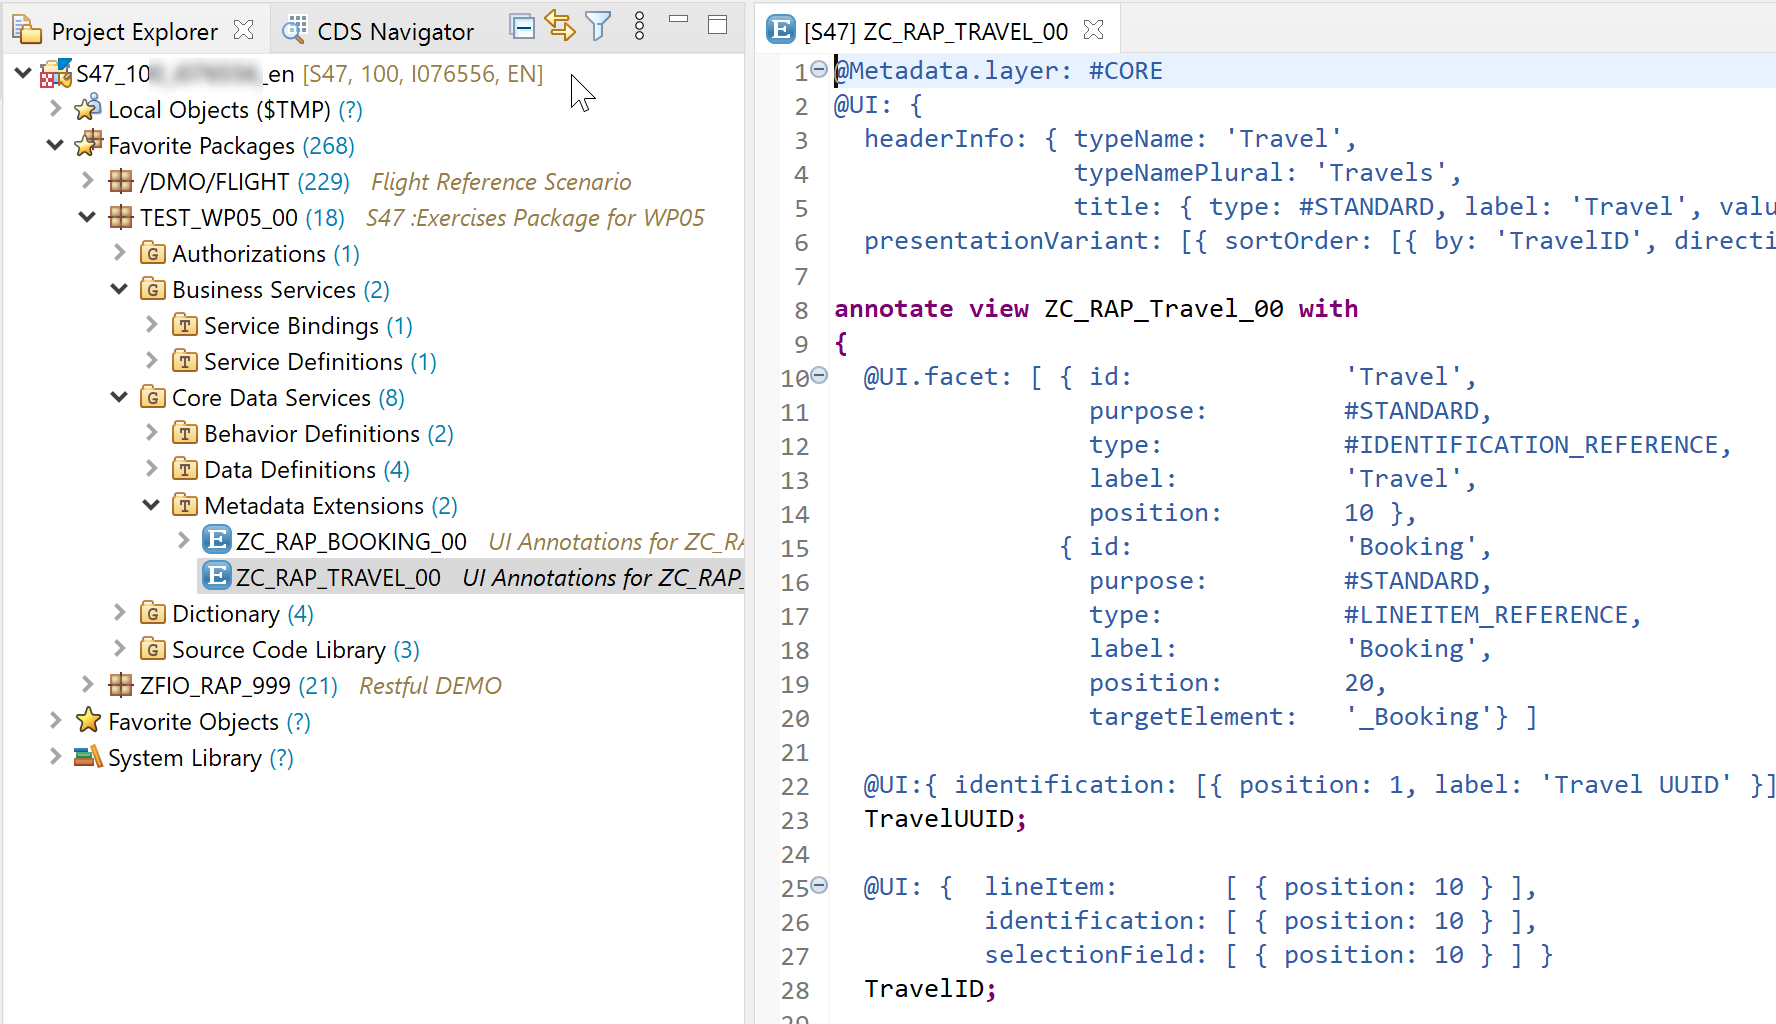 Project Explorer
CDS Navigator
S47_10 _en [S47, 100, I076556, EN]
Local Objects ($TMP) (?)
Favorite Packages (268)
/DMO/FLIGHT (229) Flight Reference Scenario
TEST_WP05_00 (18) S47 :Exercises Package for WP05
Authorizations (1)
Business Services (2)
Service Bindings (1)
Service Definitions (1)
Core Data Services (8)
Behavior Definitions (2)
Data Definitions (4)
Metadata Extensions (2)
ZC_RAP_BOOKING_00 UI Annotations for ZC_RA
ZC_RAP_TRAVEL_00 UI Annotations for ZC_RAP_
Dictionary (4)
Source Code Library (3)
ZFIO_RAP_999 (21) Restful DEMO
Favorite Objects (?)
System Library (?)
[S47] ZC_RAP_TRAVEL_00
1 @Metadata.layer: #CORE
2 @UI: {
3 headerInfo: { typeName: 'Travel',
4 typeNamePlural: 'Travels',
5 title: { type: #STANDARD, label: 'Travel', valu
6 presentationVariant: [{ sortOrder: [{ by: 'TravelID', directi
7
8 annotate view ZC_RAP_Travel_00 with
9 {
10 @UI.facet: [ { id: 'Travel',
11 purpose: #STANDARD,
12 type: #IDENTIFICATION_REFERENCE,
13 label: 'Travel',
14 position: 10 },
15 { id: 'Booking',
16 purpose: #STANDARD,
17 type: #LINEITEM_REFERENCE,
18 label: 'Booking',
19 position: 20,
20 targetElement: '_Booking'} ]
21
22 @UI:{ identification: [{ position: 1, label: 'Travel UUID' }]
23 TravelUUID;
24
25 @UI: { lineItem: [ { position: 10 } ],
26 identification: [ { position: 10 } ],
27 selectionField: [ { position: 10 } ] }
28 TravelID;
29